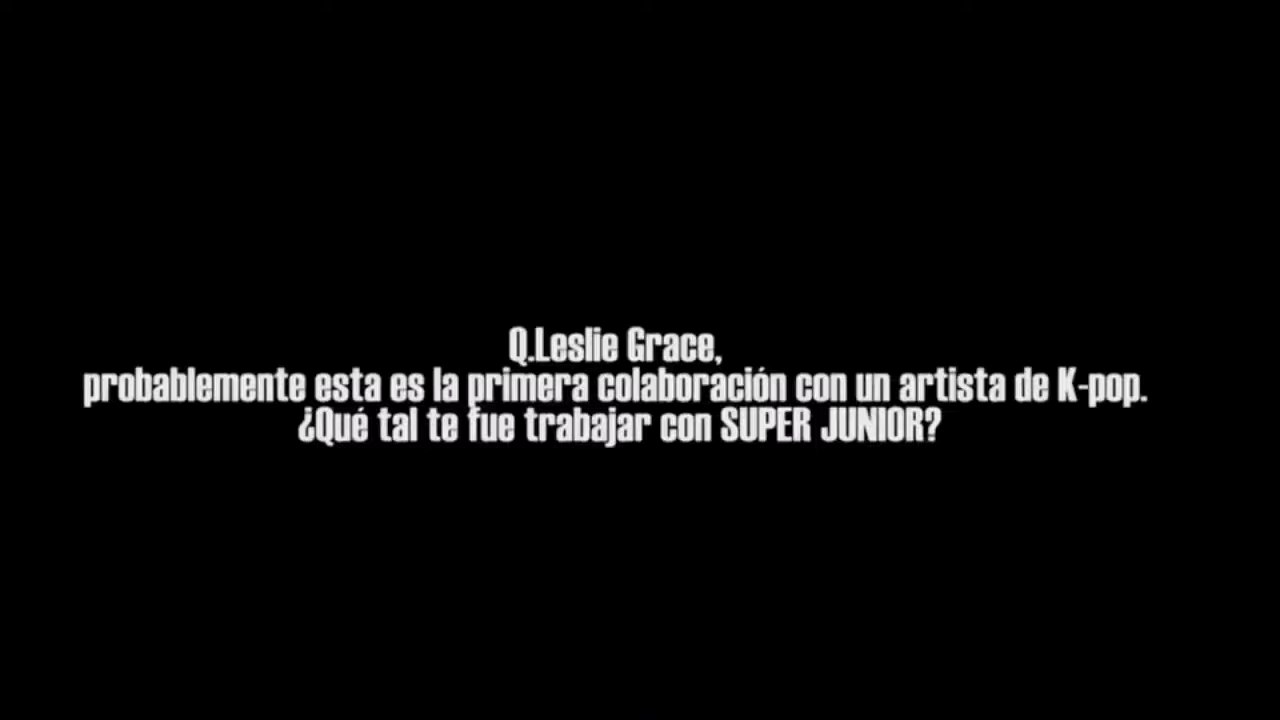 Q.Leslie Grace,
probablemente esta es la primera colaboración con un artista de K-pop.
¿Qué tal te fue trabajar con SUPER JUNIOR?